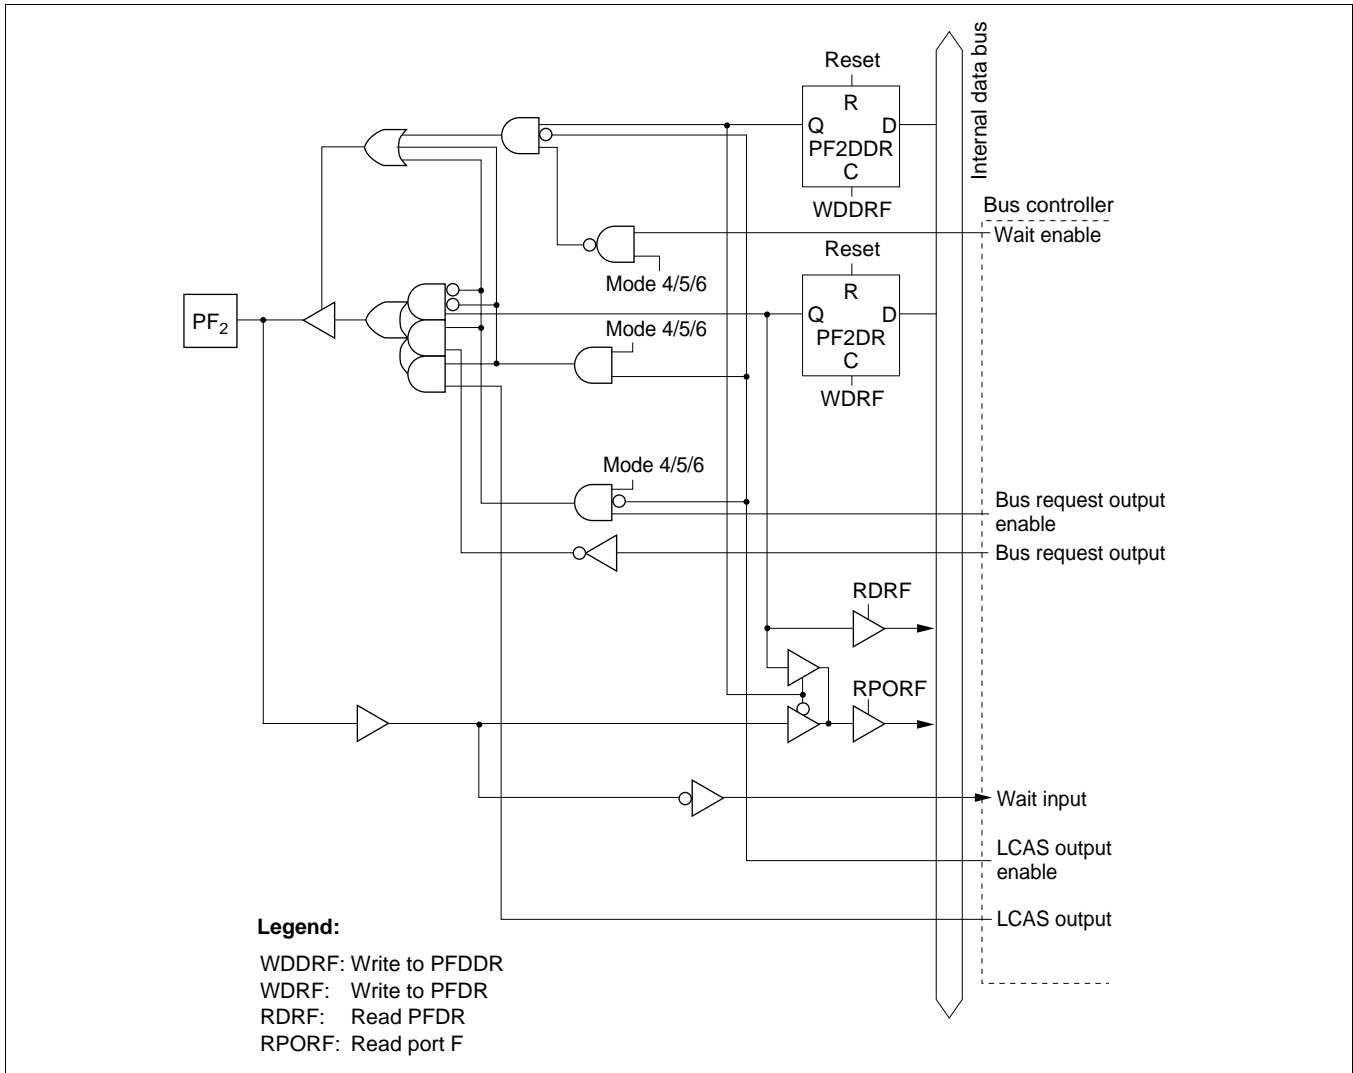 Reset
R
Q D
PF2DDR
C
WDDRF
Internal data bus
Bus controller
Wait enable
Mode 4/5/6
Reset
R
Q D
PF2DR
C
WDRF
PF2
Mode 4/5/6
Mode 4/5/6
Bus request output
enable
Bus request output
RDRF
RPORF
Wait input
LCAS output
enable
LCAS output
Legend:
WDDRF: Write to PFDDR
WDRF: Write to PFDR
RDRF: Read PFDR
RPORF: Read port F